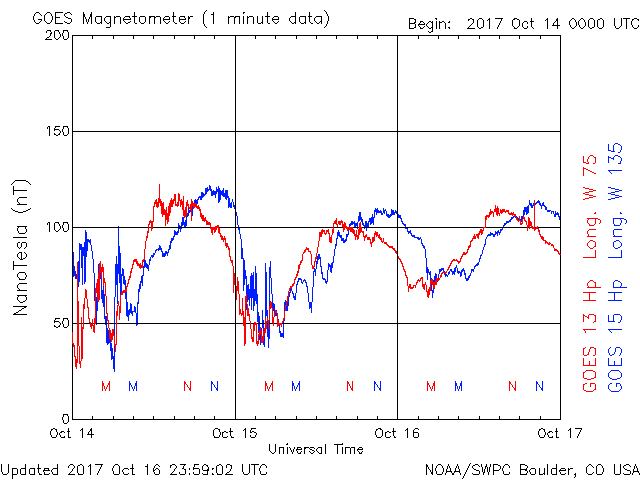 GOES Magnetometer (1 minute data)
Begin: 2017 Oct 14 0000 UTC
200
150
100
50
0
NanoTesla (nT)
M M N N M M N N M M N N
Oct 14 Oct 15 Oct 16 Oct 17
Universal Time
GOES 13 Hp Long. W 75
GOES 15 Hp Long. W 135
Updated 2017 Oct 16 23:59:02 UTC
NOAA/SWPC Boulder, CO USA